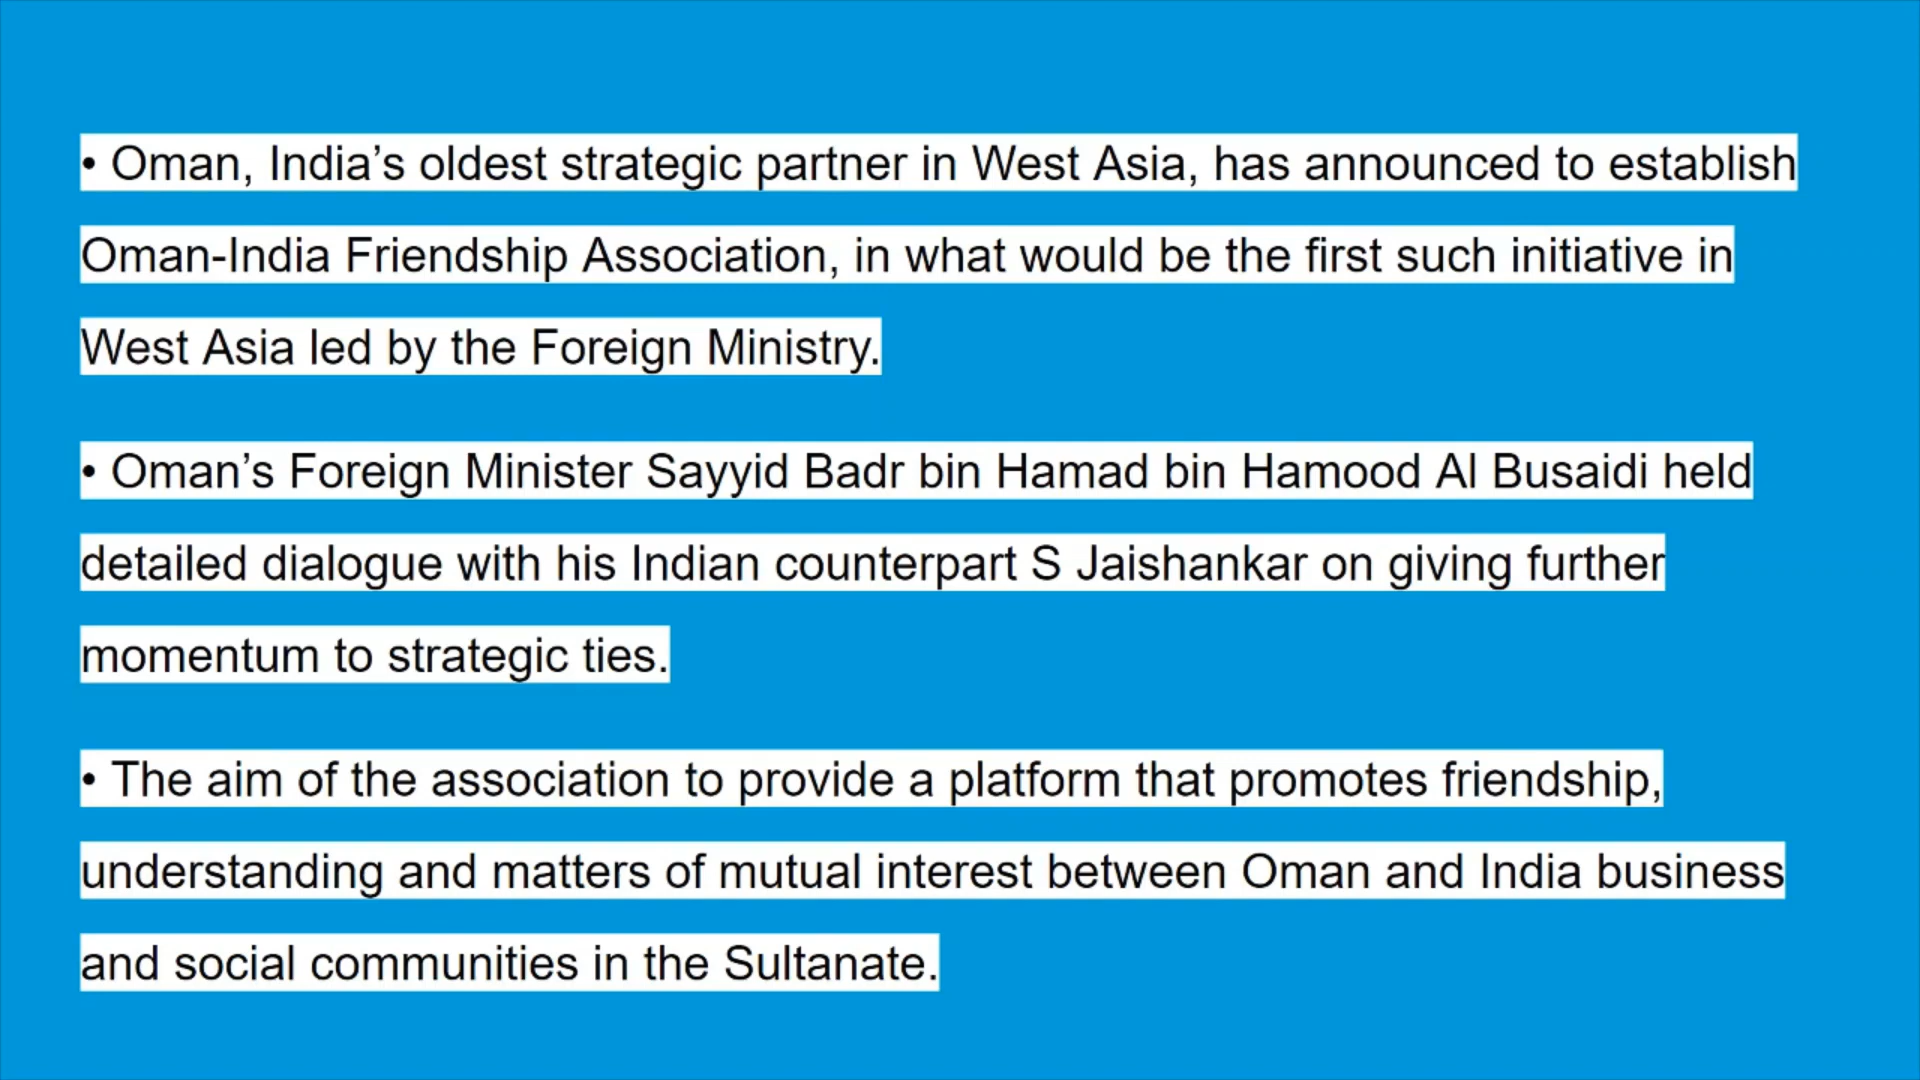 • Oman, India’s oldest strategic partner in West Asia, has announced to establish
Oman-India Friendship Association, in what would be the first such initiative in
West Asia led by the Foreign Ministry.
• Oman’s Foreign Minister Sayyid Badr bin Hamad bin Hamood Al Busaidi held
detailed dialogue with his Indian counterpart S Jaishankar on giving further
momentum to strategic ties.
• The aim of the association to provide a platform that promotes friendship,
understanding and matters of mutual interest between Oman and India business
and social communities in the Sultanate.